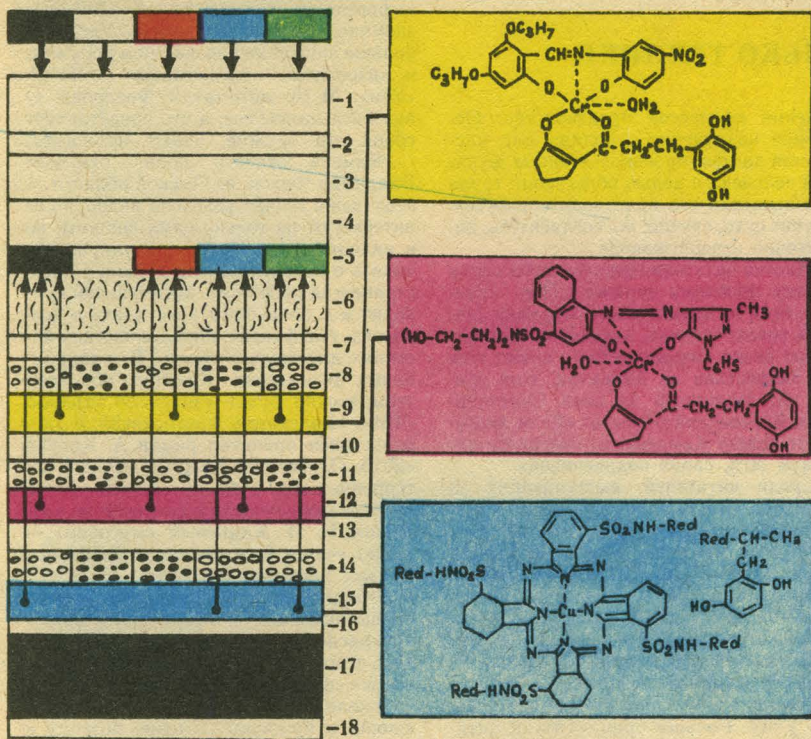 -1
-2
-3
-4
-5
-6
-7
-8
-9
-10
-11
-12
-13
-14
-15
-16
-17
-18
OC3H7
CH=N
NO2
C3H7O
O
O
Cr
OH2
O
O
C-CH2-CH2
OH
OH
N
N
CH3
(HO-CH2-CH2)2NSO2
O
O
N
N
Cr
C6H5
H2O
O
O
C-CH2-CH2
OH
OH
SO2NH-Red
Red-HNO2S
N
N
N
N-Cu-N
N
N
N
SO2NH-Red
Red-HNO2S
Red-CH-CH3
CH2
OH
HO